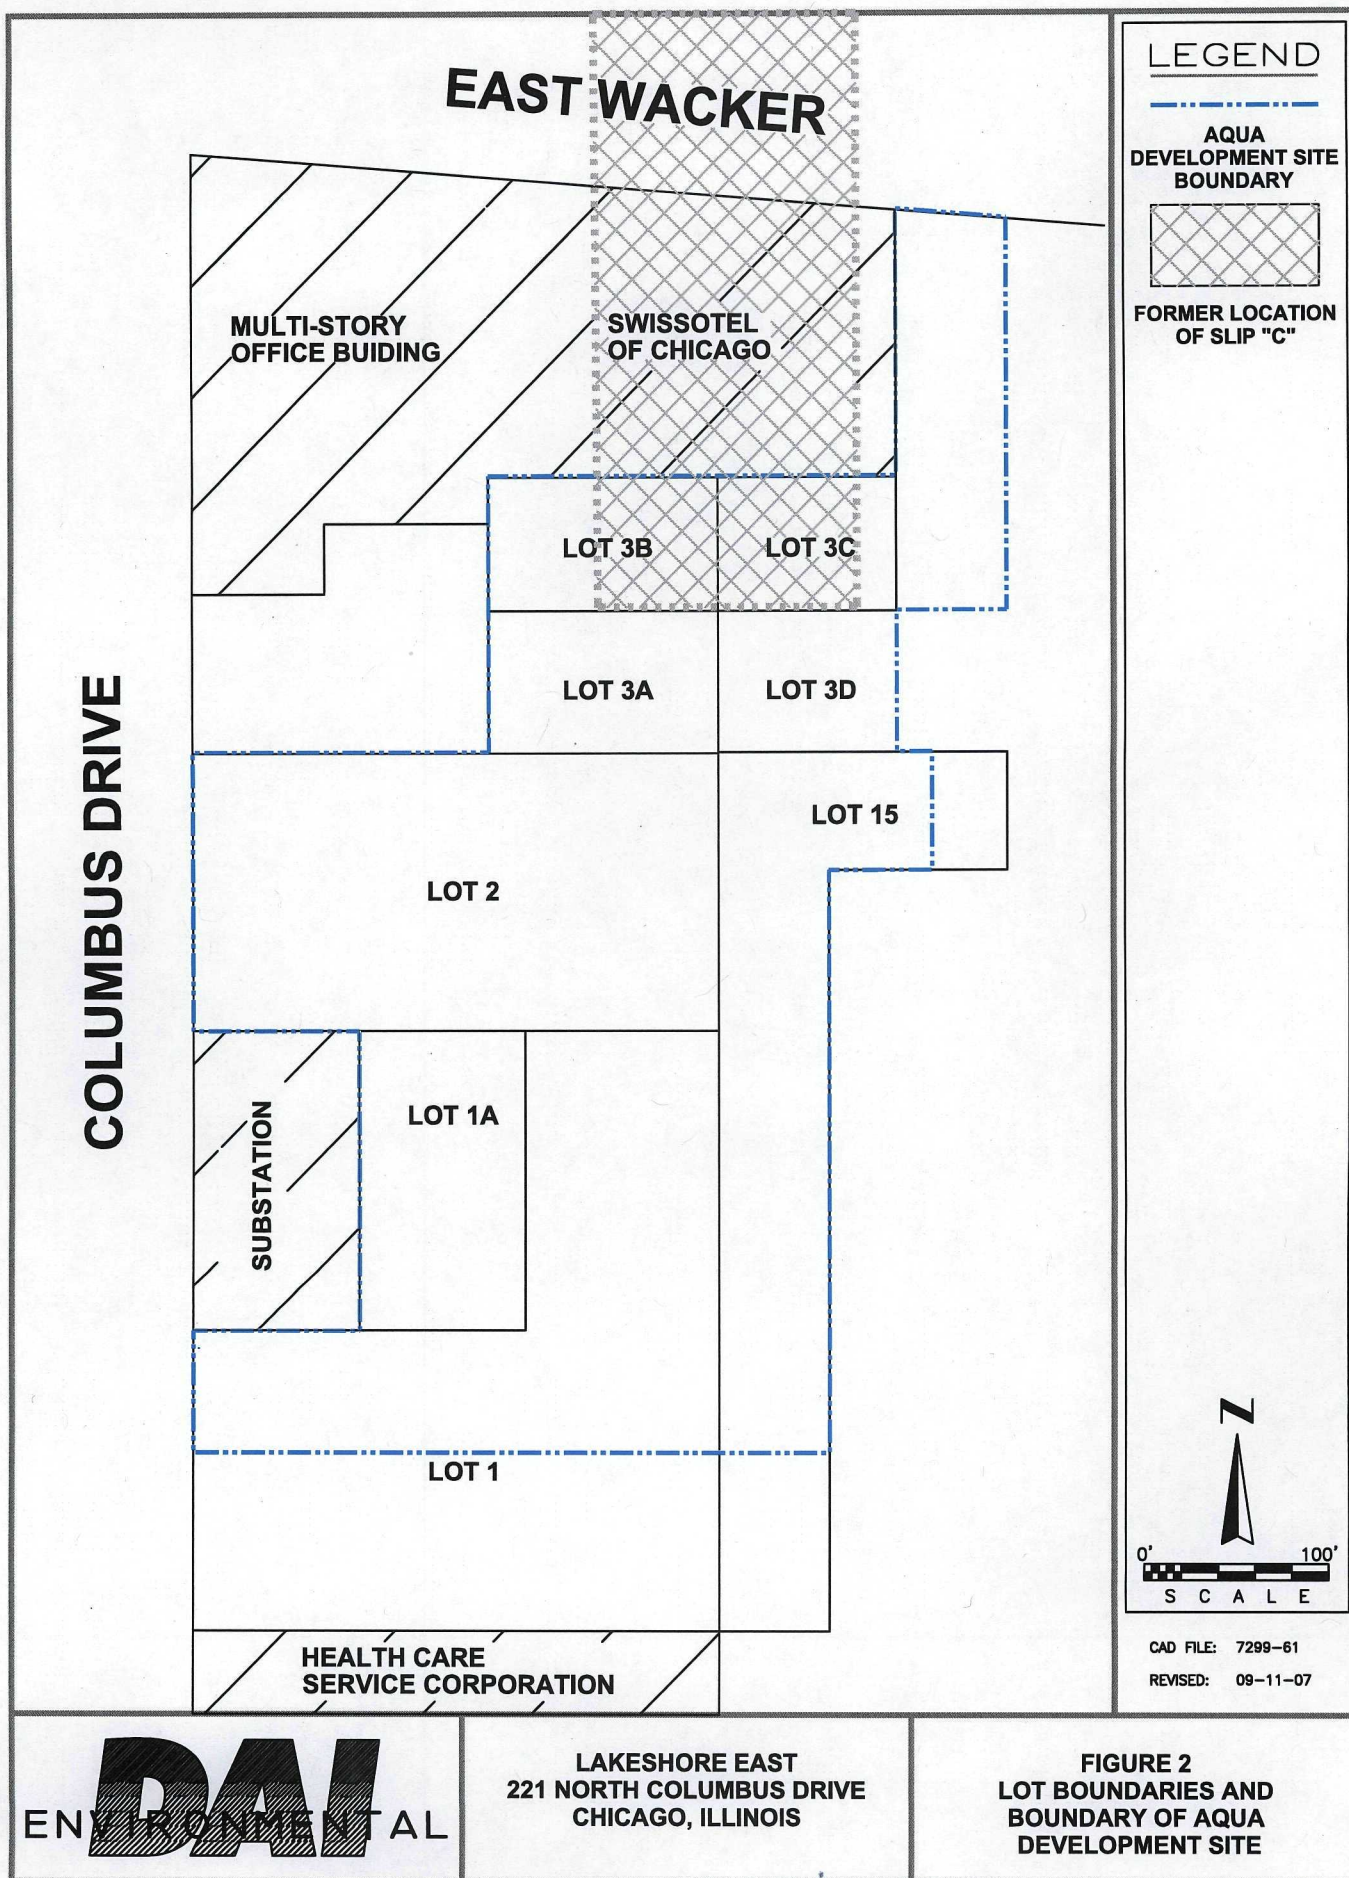 EAST WACKER
LEGEND
AQUA
DEVELOPMENT SITE
BOUNDARY
FORMER LOCATION
OF SLIP "C"
MULTI-STORY
OFFICE BUIDING
SWISSOTEL
OF CHICAGO
LOT 3B
LOT 3C
LOT 3A
LOT 3D
COLUMBUS DRIVE
LOT 15
LOT 2
LOT 1A
SUBSTATION
LOT 1
HEALTH CARE
SERVICE CORPORATION
N
0' 100'
SCALE
CAD FILE: 7299-61
REVISED: 09-11-07
DAI
ENVIRONMENTAL
LAKESHORE EAST
221 NORTH COLUMBUS DRIVE
CHICAGO, ILLINOIS
FIGURE 2
LOT BOUNDARIES AND
BOUNDARY OF AQUA
DEVELOPMENT SITE